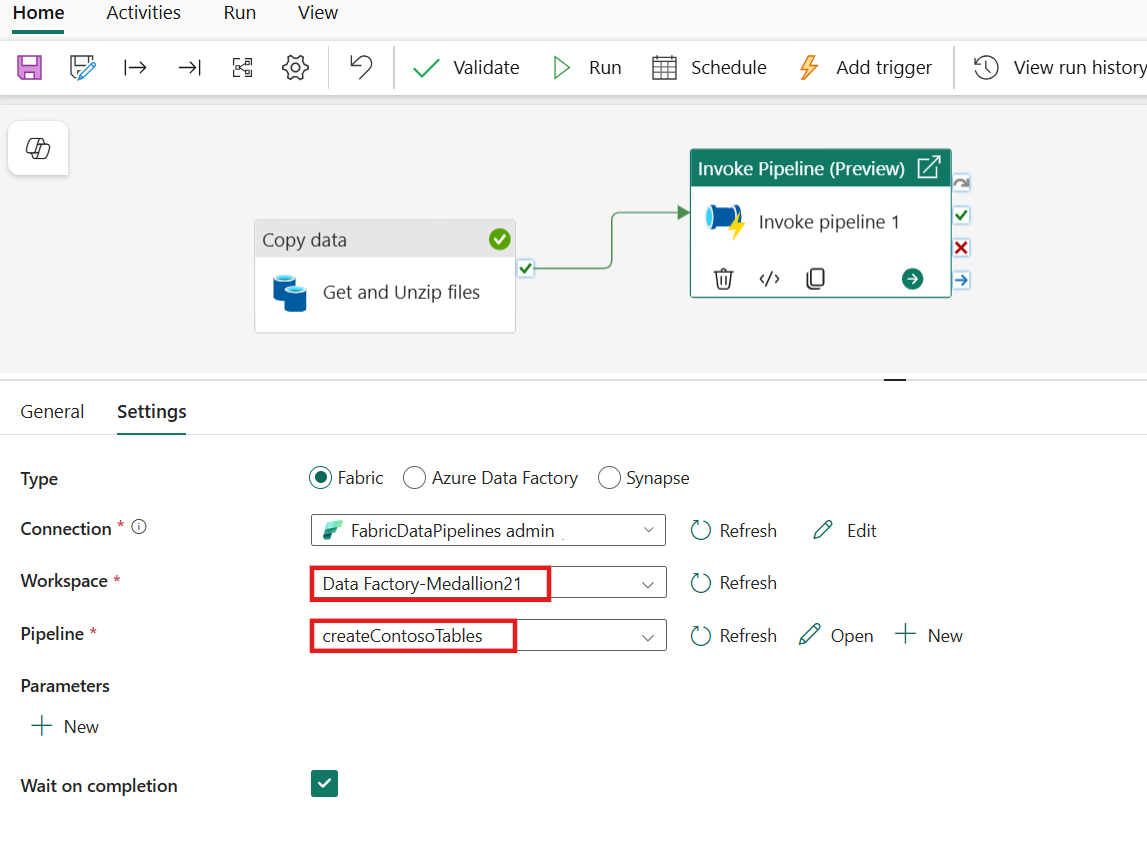 Home Activities Run View
Validate Run Schedule Add trigger View run history
Invoke Pipeline (Preview)
Invoke pipeline 1
Copy data
Get and Unzip files
General Settings
Type Fabric Azure Data Factory Synapse
Connection * FabricDataPipelines admin Refresh Edit
Workspace * Data Factory-Medallion21 Refresh
Pipeline * createContosoTables Refresh Open New
Parameters
New
Wait on completion